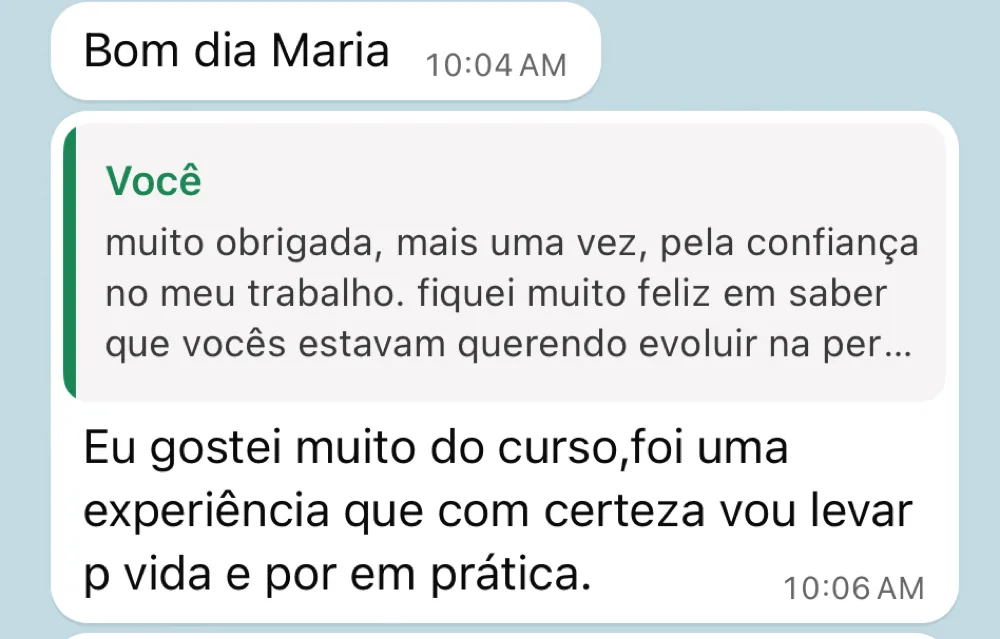 Bom dia Maria 10:04 AM
Você
muito obrigada, mais uma vez, pela confiança
no meu trabalho. fiquei muito feliz em saber
que vocês estavam querendo evoluir na per...
Eu gostei muito do curso,foi uma
experiência que com certeza vou levar
p vida e por em prática. 10:06 AM